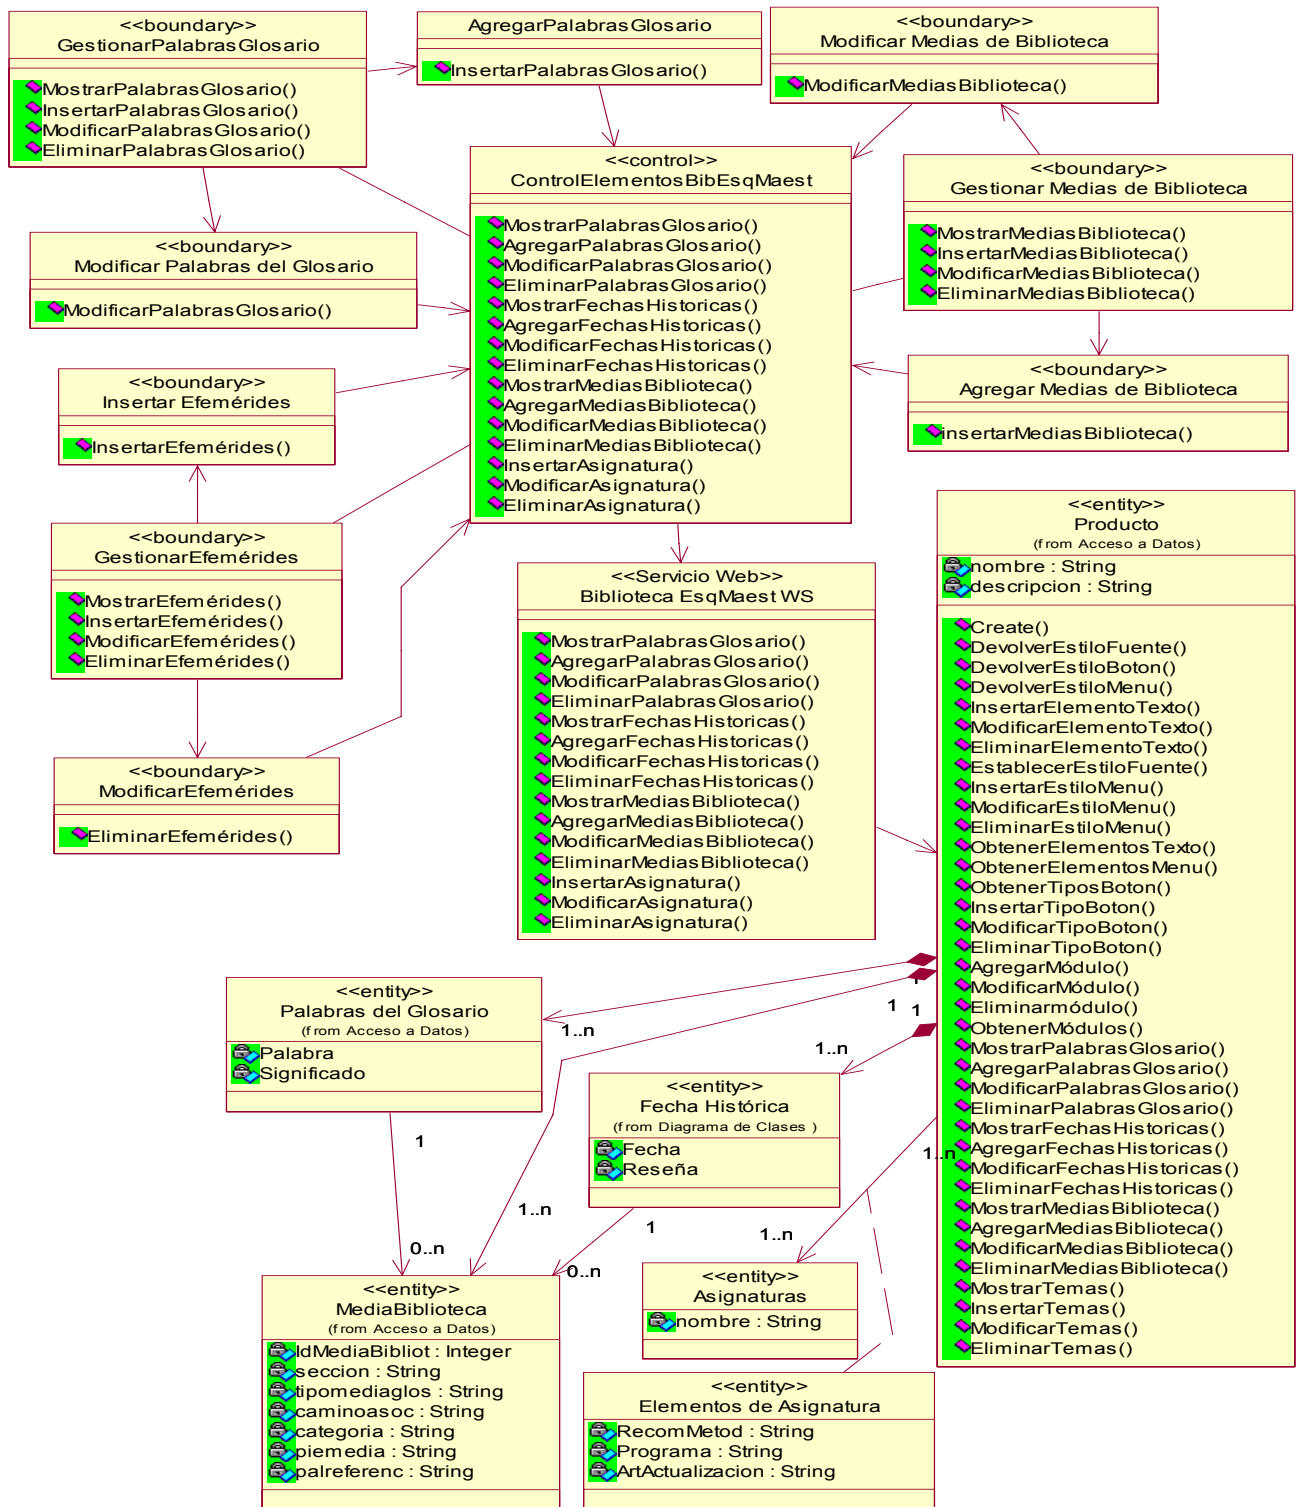 <<boundary>>
GestionarPalabrasGlosario
MostrarPalabrasGlosario()
InsertarPalabrasGlosario()
ModificarPalabrasGlosario()
EliminarPalabrasGlosario()
AgregarPalabrasGlosario
InsertarPalabrasGlosario()
<<boundary>>
Modificar Medias de Biblioteca
ModificarMediasBiblioteca()
<<control>>
ControlElementosBibEsqMaest
MostrarPalabrasGlosario()
AgregarPalabrasGlosario()
ModificarPalabrasGlosario()
EliminarPalabrasGlosario()
MostrarFechasHistoricas()
AgregarFechasHistoricas()
ModificarFechasHistoricas()
EliminarFechasHistoricas()
MostrarMediasBiblioteca()
AgregarMediasBiblioteca()
ModificarMediasBiblioteca()
EliminarMediasBiblioteca()
InsertarAsignatura()
ModificarAsignatura()
EliminarAsignatura()
<<boundary>>
Gestionar Medias de Biblioteca
MostrarMediasBiblioteca()
InsertarMediasBiblioteca()
ModificarMediasBiblioteca()
EliminarMediasBiblioteca()
<<boundary>>
Modificar Palabras del Glosario
ModificarPalabrasGlosario()
<<boundary>>
Insertar Efemérides
InsertarEfemérides()
<<boundary>>
Agregar Medias de Biblioteca
insertarMediasBiblioteca()
<<boundary>>
GestionarEfemérides
MostrarEfemérides()
InsertarEfemérides()
ModificarEfemérides()
EliminarEfemérides()
<<boundary>>
ModificarEfemérides
EliminarEfemérides()
<<Servicio Web>>
Biblioteca EsqMaest WS
MostrarPalabrasGlosario()
AgregarPalabrasGlosario()
ModificarPalabrasGlosario()
EliminarPalabrasGlosario()
MostrarFechasHistoricas()
AgregarFechasHistoricas()
ModificarFechasHistoricas()
EliminarFechasHistoricas()
MostrarMediasBiblioteca()
AgregarMediasBiblioteca()
ModificarMediasBiblioteca()
EliminarMediasBiblioteca()
InsertarAsignatura()
ModificarAsignatura()
EliminarAsignatura()
<<entity>>
Producto
(from Acceso a Datos)
nombre : String
descripcion : String
Create()
DevolverEstiloFuente()
DevolverEstiloBoton()
DevolverEstiloMenu()
InsertarElementoTexto()
ModificarElementoTexto()
EliminarElementoTexto()
EstablecerEstiloFuente()
InsertarEstiloMenu()
ModificarEstiloMenu()
EliminarEstiloMenu()
ObtenerElementosTexto()
ObtenerElementosMenu()
ObtenerTiposBoton()
InsertarTipoBoton()
ModificarTipoBoton()
EliminarTipoBoton()
AgregarMódulo()
ModificarMódulo()
Eliminarmódulo()
ObtenerMódulos()
MostrarPalabrasGlosario()
AgregarPalabrasGlosario()
ModificarPalabrasGlosario()
EliminarPalabrasGlosario()
MostrarFechasHistoricas()
AgregarFechasHistoricas()
ModificarFechasHistoricas()
EliminarFechasHistoricas()
MostrarMediasBiblioteca()
AgregarMediasBiblioteca()
ModificarMediasBiblioteca()
EliminarMediasBiblioteca()
MostrarTemas()
InsertarTemas()
ModificarTemas()
EliminarTemas()
<<entity>>
Palabras del Glosario
(from Acceso a Datos)
Palabra
Significado
1..n
1
1
1
1..n
<<entity>>
Fecha Histórica
(from Diagrama de Clases )
Fecha
Reseña
1
1..n
1..n
1
1..n
0..n
0..n
<<entity>>
MediaBiblioteca
(from Acceso a Datos)
IdMediaBibliot : Integer
seccion : String
tipomediaglos : String
caminoasoc : String
categoria : String
piemedia : String
palreferenc : String
<<entity>>
Asignaturas
nombre : String
<<entity>>
Elementos de Asignatura
RecomMetod : String
Programa : String
ArtActualizacion : String